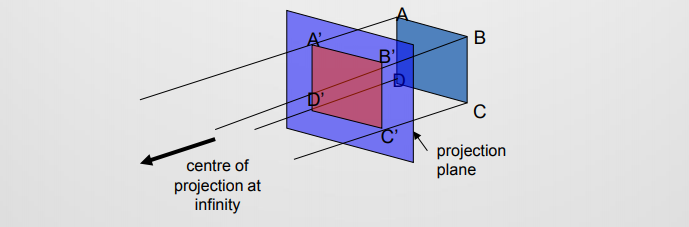 A
A'
B
B'
D
D'
C
C'
projection
plane
centre of
projection at
infinity